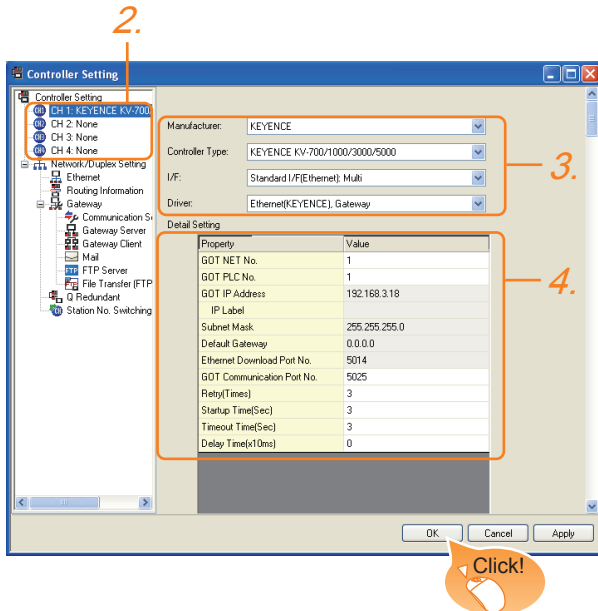 2.
Controller Setting
Controller Setting
CH 1: KEYENCE KV-700
CH 2: None
CH 3: None
CH 4: None
Network/Duplex Setting
Ethernet
Routing Information
Gateway
Communication S
Gateway Server
Gateway Client
Mail
FTP Server
File Transfer (FTP
Q Redundant
Station No. Switching
Manufacturer: KEYENCE
Controller Type: KEYENCE KV-700/1000/3000/5000
I/F: Standard I/F(Ethernet): Multi
Driver: Ethernet(KEYENCE), Gateway
3.
Detail Setting
Property Value
GOT NET No. 1
GOT PLC No. 1
GOT IP Address 192.168.3.18
IP Label
Subnet Mask 255.255.255.0
Default Gateway 0.0.0.0
Ethernet Download Port No. 5014
GOT Communication Port No. 5025
Retry(Times) 3
Startup Time(Sec) 3
Timeout Time(Sec) 3
Delay Time(x10ms) 0
4.
OK Cancel Apply
Click!